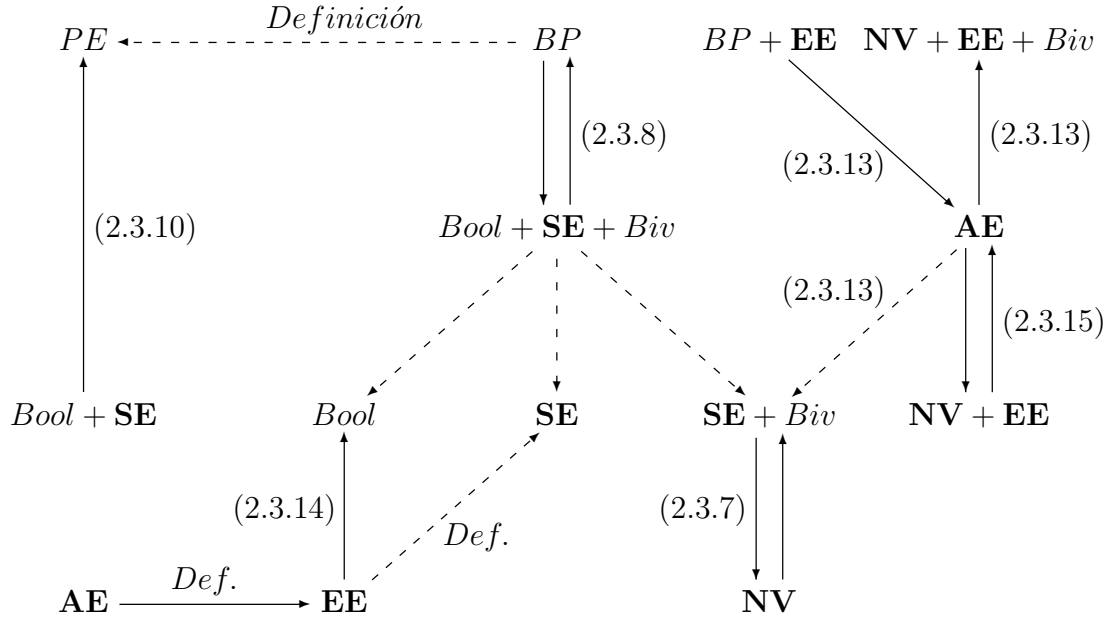 Definición
PE BP BP + EE NV + EE + Biv
(2.3.8) (2.3.13)
(2.3.13)
(2.3.10) Bool + SE + Biv AE
(2.3.13)
(2.3.15)
Bool + SE Bool SE SE + Biv NV + EE
(2.3.14) (2.3.7)
Def.
Def.
AE EE NV